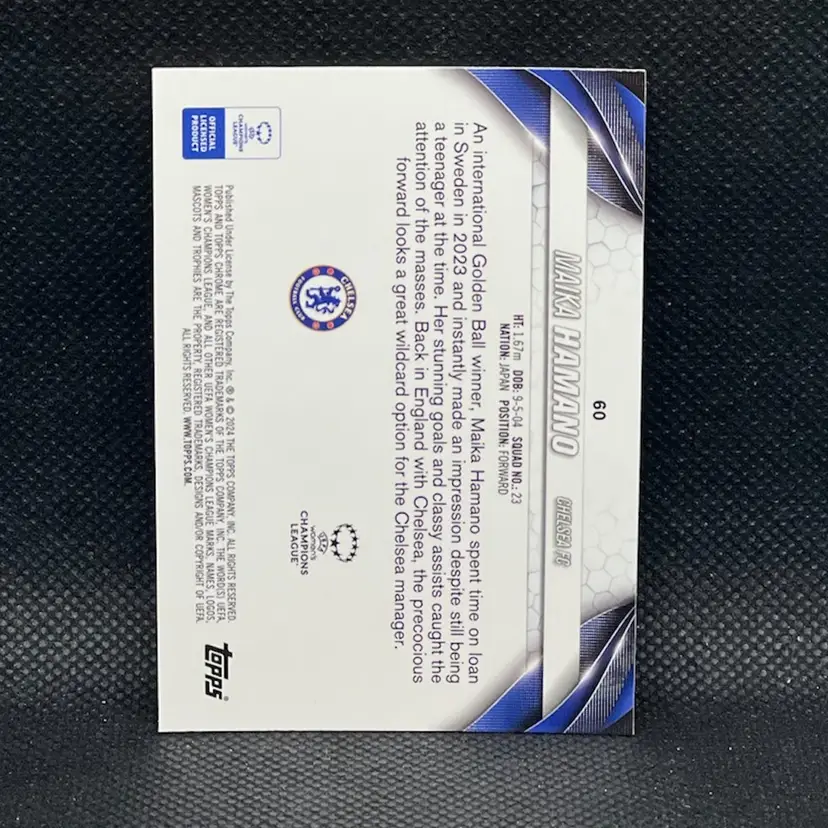 60
MAIKA HAMANO
CHELSEA FC
HT: 1.67m DOB: 9-5-04 SQUAD NO.: 23
NATION: JAPAN POSITION: FORWARD
An international Golden Ball winner, Maika Hamano spent time on loan
in Sweden in 2023 and instantly made an impression despite still being
a teenager at the time. Her stunning goals and classy assists caught the
attention of the masses. Back in England with Chelsea, the precocious
forward looks a great wildcard option for the Chelsea manager.
CHELSEA
FOOTBALL CLUB
UEFA
women's
CHAMPIONS
LEAGUE
UEFA
women's
CHAMPIONS
LEAGUE
OFFICIAL
LICENSED
PRODUCT
Published Under License by The Topps Company, Inc. ® & © 2024 THE TOPPS COMPANY, INC. ALL RIGHTS RESERVED.
TOPPS AND TOPPS CHROME ARE REGISTERED TRADEMARKS OF THE TOPPS COMPANY, INC. THE WORD(S) UEFA,
WOMEN'S CHAMPIONS LEAGUE, AND ALL OTHER UEFA WOMEN'S CHAMPIONS LEAGUE MARKS, NAMES, LOGOS,
MASCOTS AND TROPHIES ARE THE PROPERTY, REGISTERED TRADEMARKS, DESIGNS AND/OR COPYRIGHT OF UEFA.
ALL RIGHTS RESERVED. WWW.TOPPS.COM.
topps®